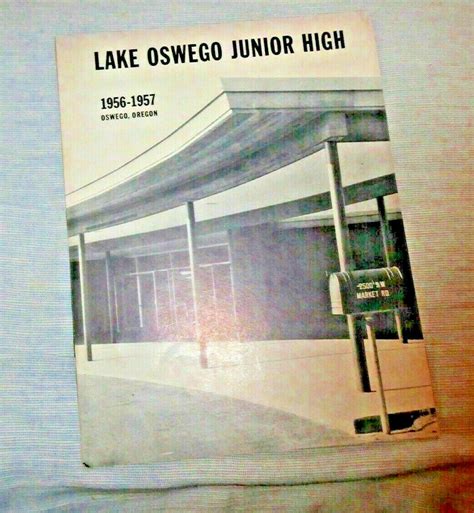 LAKE OSWEGO JUNIOR HIGH
1956-1957
OSWEGO, OREGON
MARKET RD.